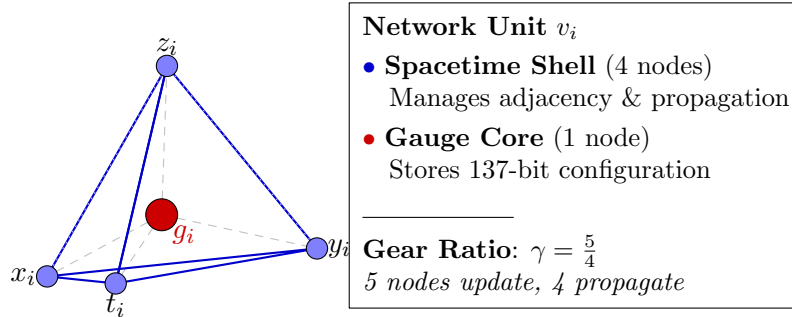 z_i
g_i
x_i
y_i
t_i
Network Unit v_i
• Spacetime Shell (4 nodes)
Manages adjacency & propagation
• Gauge Core (1 node)
Stores 137-bit configuration
Gear Ratio: γ = 5/4
5 nodes update, 4 propagate